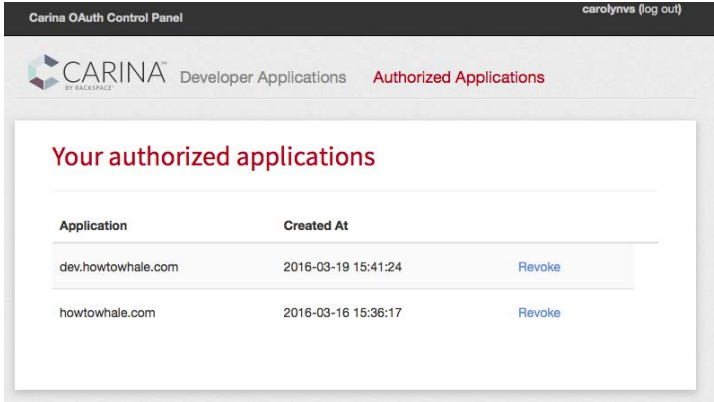 Carina OAuth Control Panel
carolynvs (log out)
CARINA™
BY RACKSPACE®
Developer Applications
Authorized Applications
Your authorized applications
Application Created At
dev.howtowhale.com 2016-03-19 15:41:24 Revoke
howtowhale.com 2016-03-16 15:36:17 Revoke